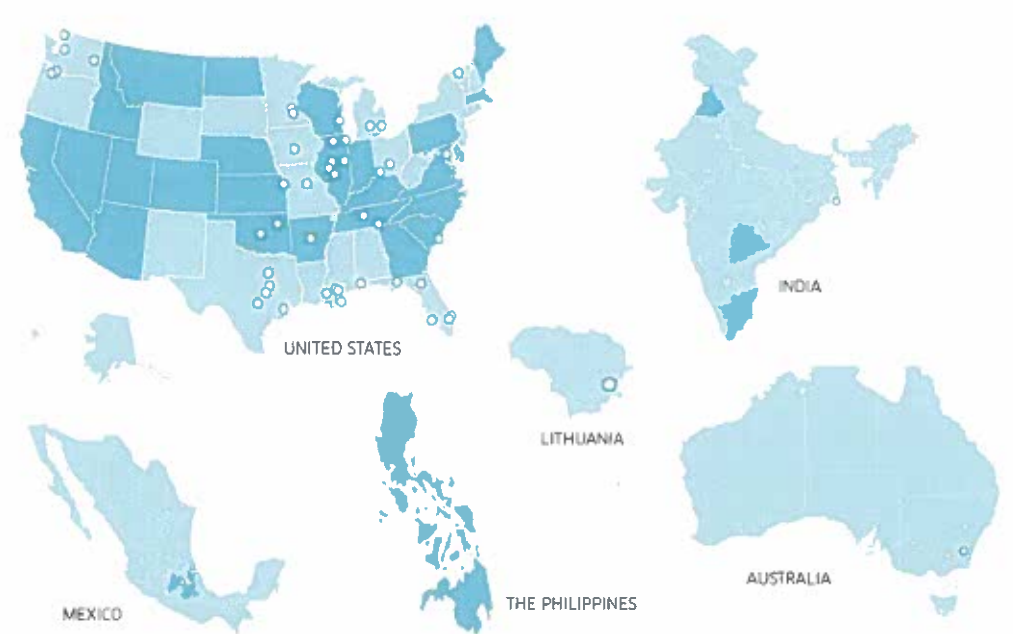 UNITED STATES
INDIA
LITHUANIA
MEXICO
THE PHILIPPINES
AUSTRALIA